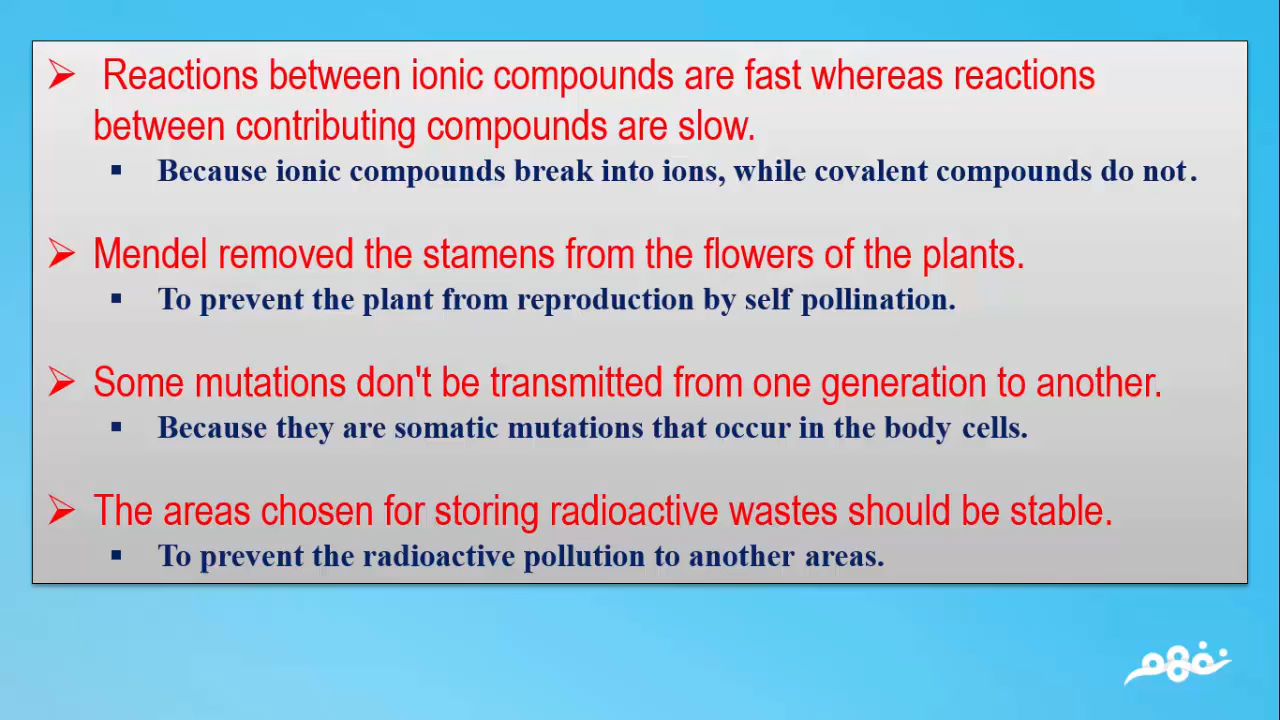 ➢ Reactions between ionic compounds are fast whereas reactions
between contributing compounds are slow.
▪ Because ionic compounds break into ions, while covalent compounds do not.
➢ Mendel removed the stamens from the flowers of the plants.
▪ To prevent the plant from reproduction by self pollination.
➢ Some mutations don't be transmitted from one generation to another.
▪ Because they are somatic mutations that occur in the body cells.
➢ The areas chosen for storing radioactive wastes should be stable.
▪ To prevent the radioactive pollution to another areas.
نفهم